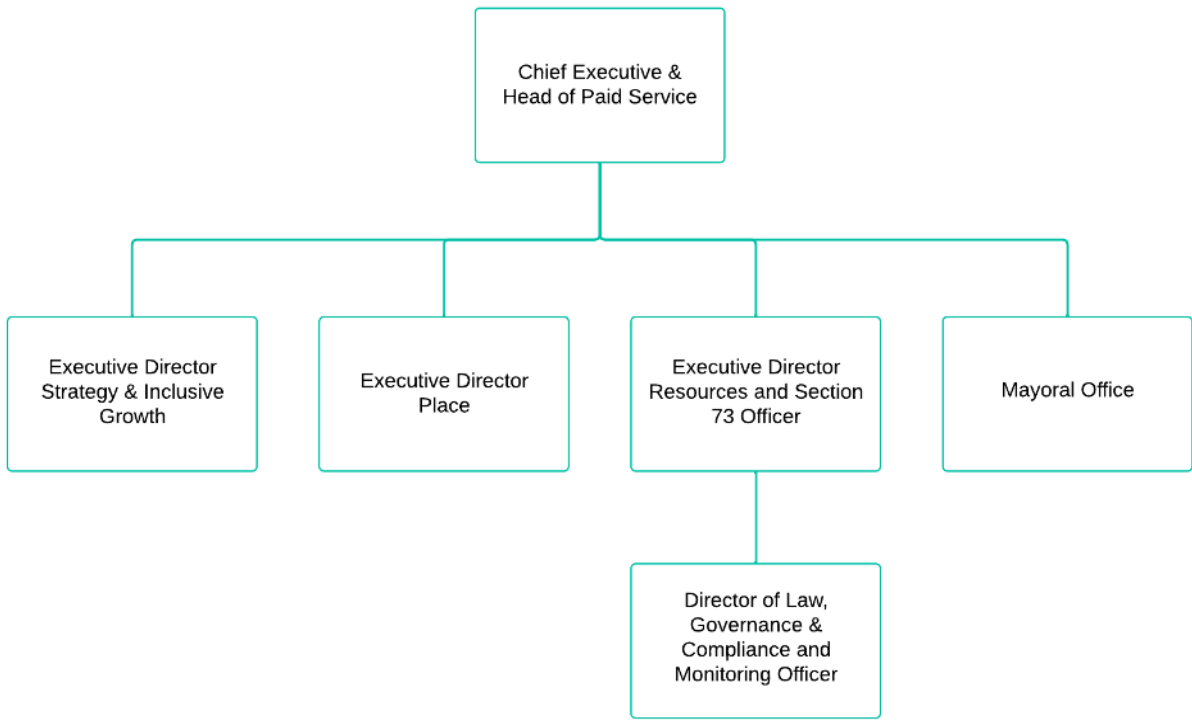 Chief Executive &
Head of Paid Service
Executive Director
Strategy & Inclusive
Growth
Executive Director
Place
Executive Director
Resources and Section
73 Officer
Mayoral Office
Director of Law,
Governance &
Compliance and
Monitoring Officer